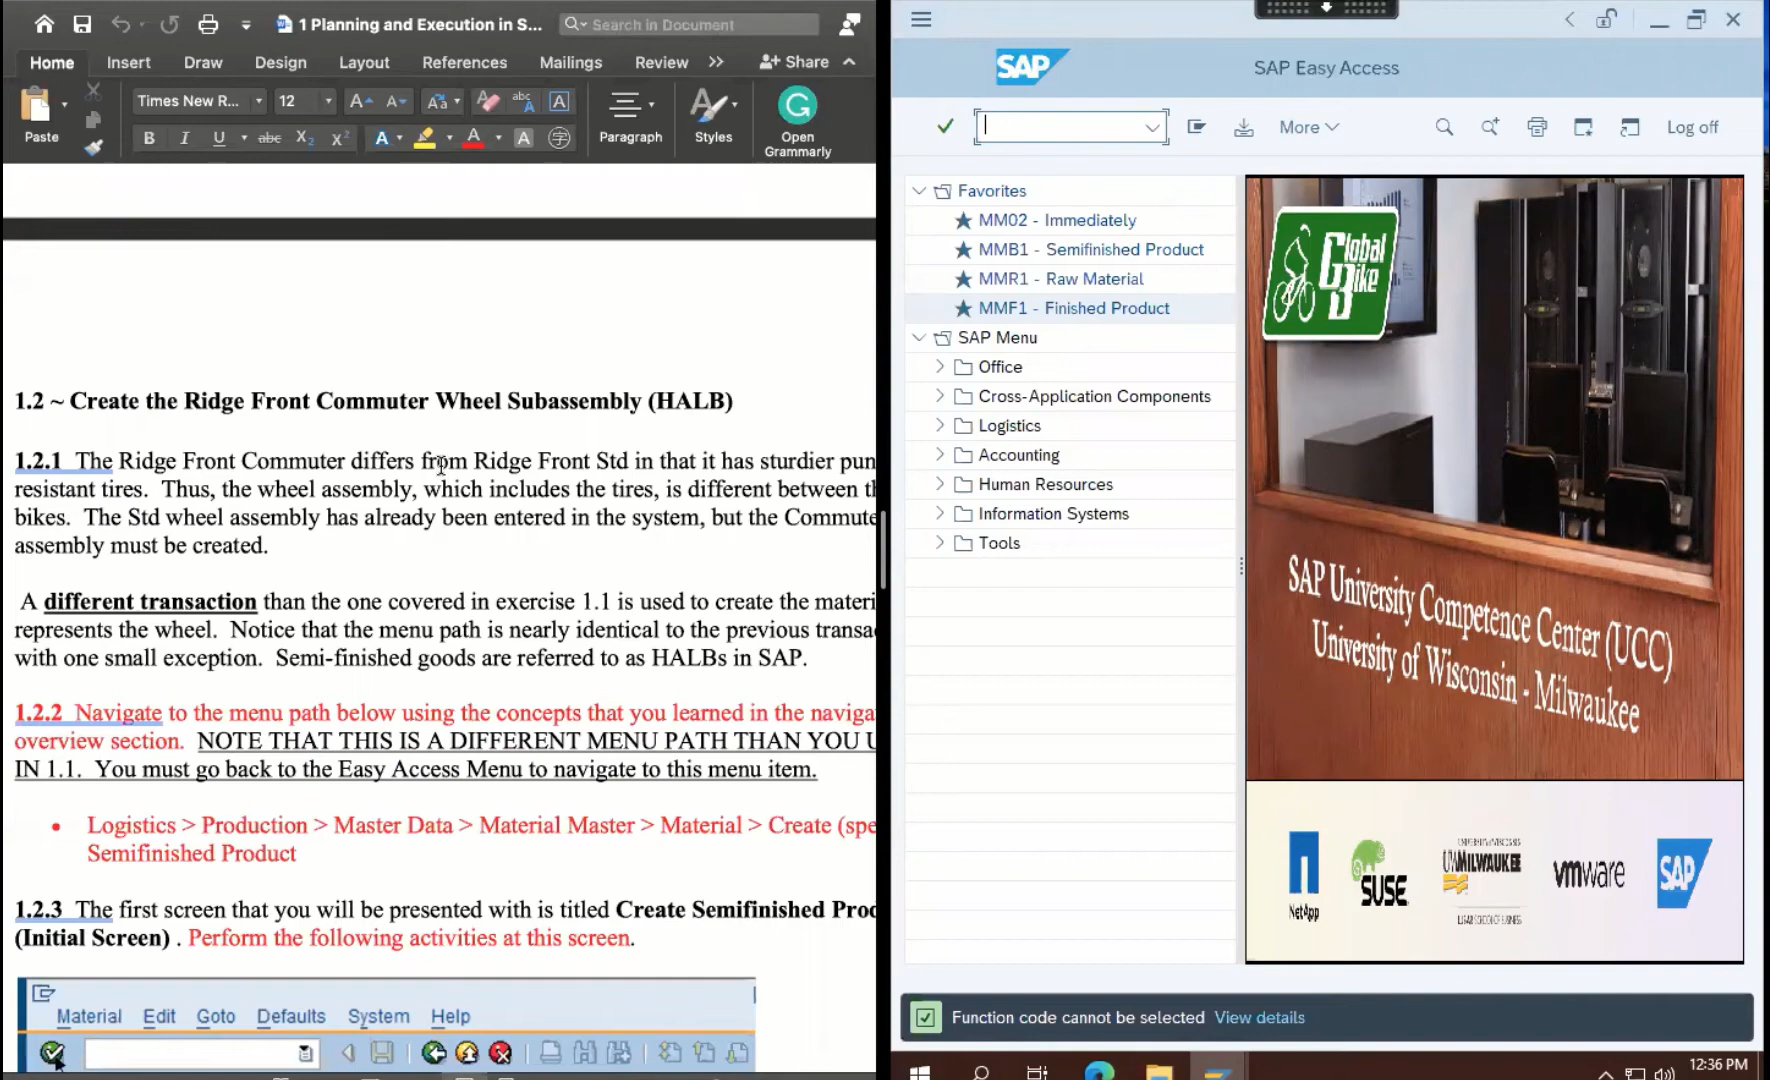 1 Planning and Execution in S...
Search in Document
Home Insert Draw Design Layout References Mailings Review Share
Times New R... 12
Paste
B I U abc X2 X2 A A A
Paragraph
Styles
Open Grammarly
1.2 ~ Create the Ridge Front Commuter Wheel Subassembly (HALB)
1.2.1 The Ridge Front Commuter differs from Ridge Front Std in that it has sturdier pun
resistant tires. Thus, the wheel assembly, which includes the tires, is different between th
bikes. The Std wheel assembly has already been entered in the system, but the Commute
assembly must be created.
A different transaction than the one covered in exercise 1.1 is used to create the materi
represents the wheel. Notice that the menu path is nearly identical to the previous transa
with one small exception. Semi-finished goods are referred to as HALBs in SAP.
1.2.2 Navigate to the menu path below using the concepts that you learned in the naviga
overview section. NOTE THAT THIS IS A DIFFERENT MENU PATH THAN YOU U
IN 1.1. You must go back to the Easy Access Menu to navigate to this menu item.
• Logistics > Production > Master Data > Material Master > Material > Create (spe
Semifinished Product
1.2.3 The first screen that you will be presented with is titled Create Semifinished Prod
(Initial Screen) . Perform the following activities at this screen.
Material Edit Goto Defaults System Help
SAP
SAP Easy Access
More
Log off
Favorites
MM02 - Immediately
MMB1 - Semifinished Product
MMR1 - Raw Material
MMF1 - Finished Product
SAP Menu
Office
Cross-Application Components
Logistics
Accounting
Human Resources
Information Systems
Tools
Global Bike
SAP University Competence Center (UCC)
University of Wisconsin - Milwaukee
NetApp
SUSE
UWMILWAUKEE
vmware
SAP
Function code cannot be selected View details
12:36 PM